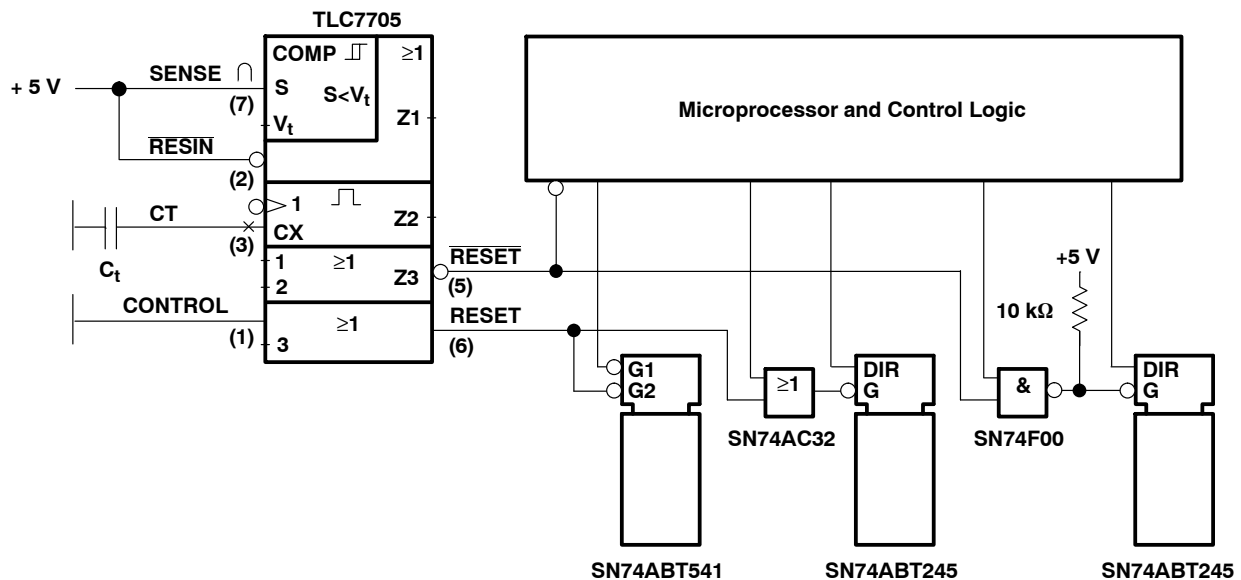 TLC7705
COMP
≥1
SENSE
+ 5 V
S
S<Vt
(7)
Vt
Z1
RESIN
(2)
1
CT
Z2
(3)
CX
Ct
1
≥1
2
Z3
RESET
(5)
CONTROL
≥1
RESET
(1)
3
(6)
Microprocessor and Control Logic
+5 V
10 kΩ
G1
G2
≥1
DIR
G
&
DIR
G
SN74AC32
SN74F00
SN74ABT541
SN74ABT245
SN74ABT245